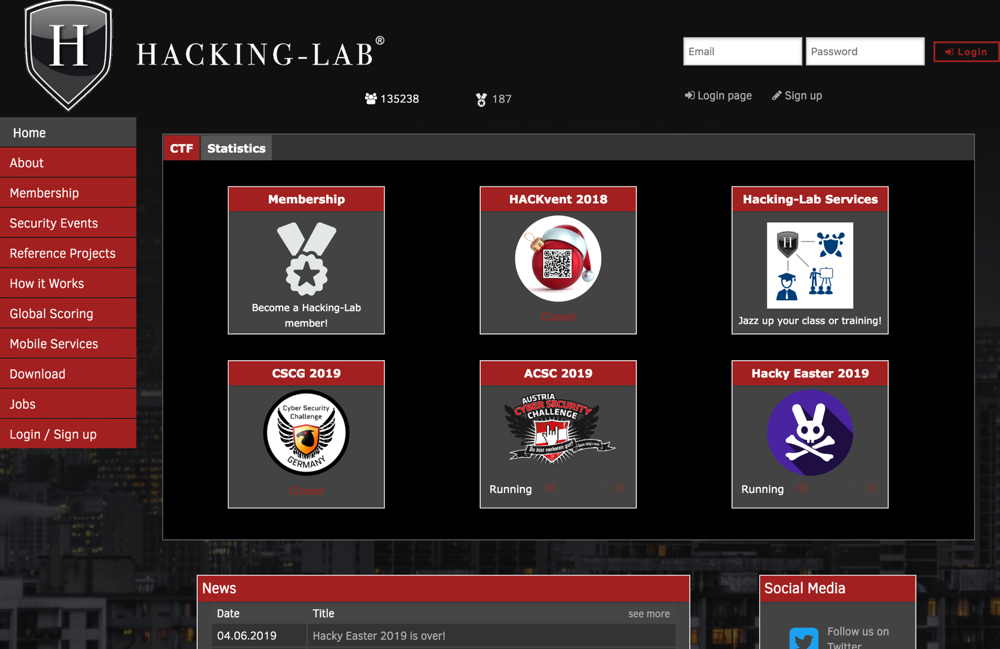 H
HACKING-LAB®
Email
Password
Login
135238
187
Login page
Sign up
Home
About
Membership
Security Events
Reference Projects
How it Works
Global Scoring
Mobile Services
Download
Jobs
Login / Sign up
CTF
Statistics
Membership
Become a Hacking-Lab
member!
HACKvent 2018
Closed
Hacking-Lab Services
H
Jazz up your class or training!
CSCG 2019
Cyber Security
Challenge
GERMANY
Closed
ACSC 2019
AUSTRIA
CYBER SECURITY
CHALLENGE
Du bist verboten gut?
Dann zeig's uns!
Running
Hacky Easter 2019
Running
News
Date
Title
see more
04.06.2019
Hacky Easter 2019 is over!
Social Media
Follow us on
Twitter